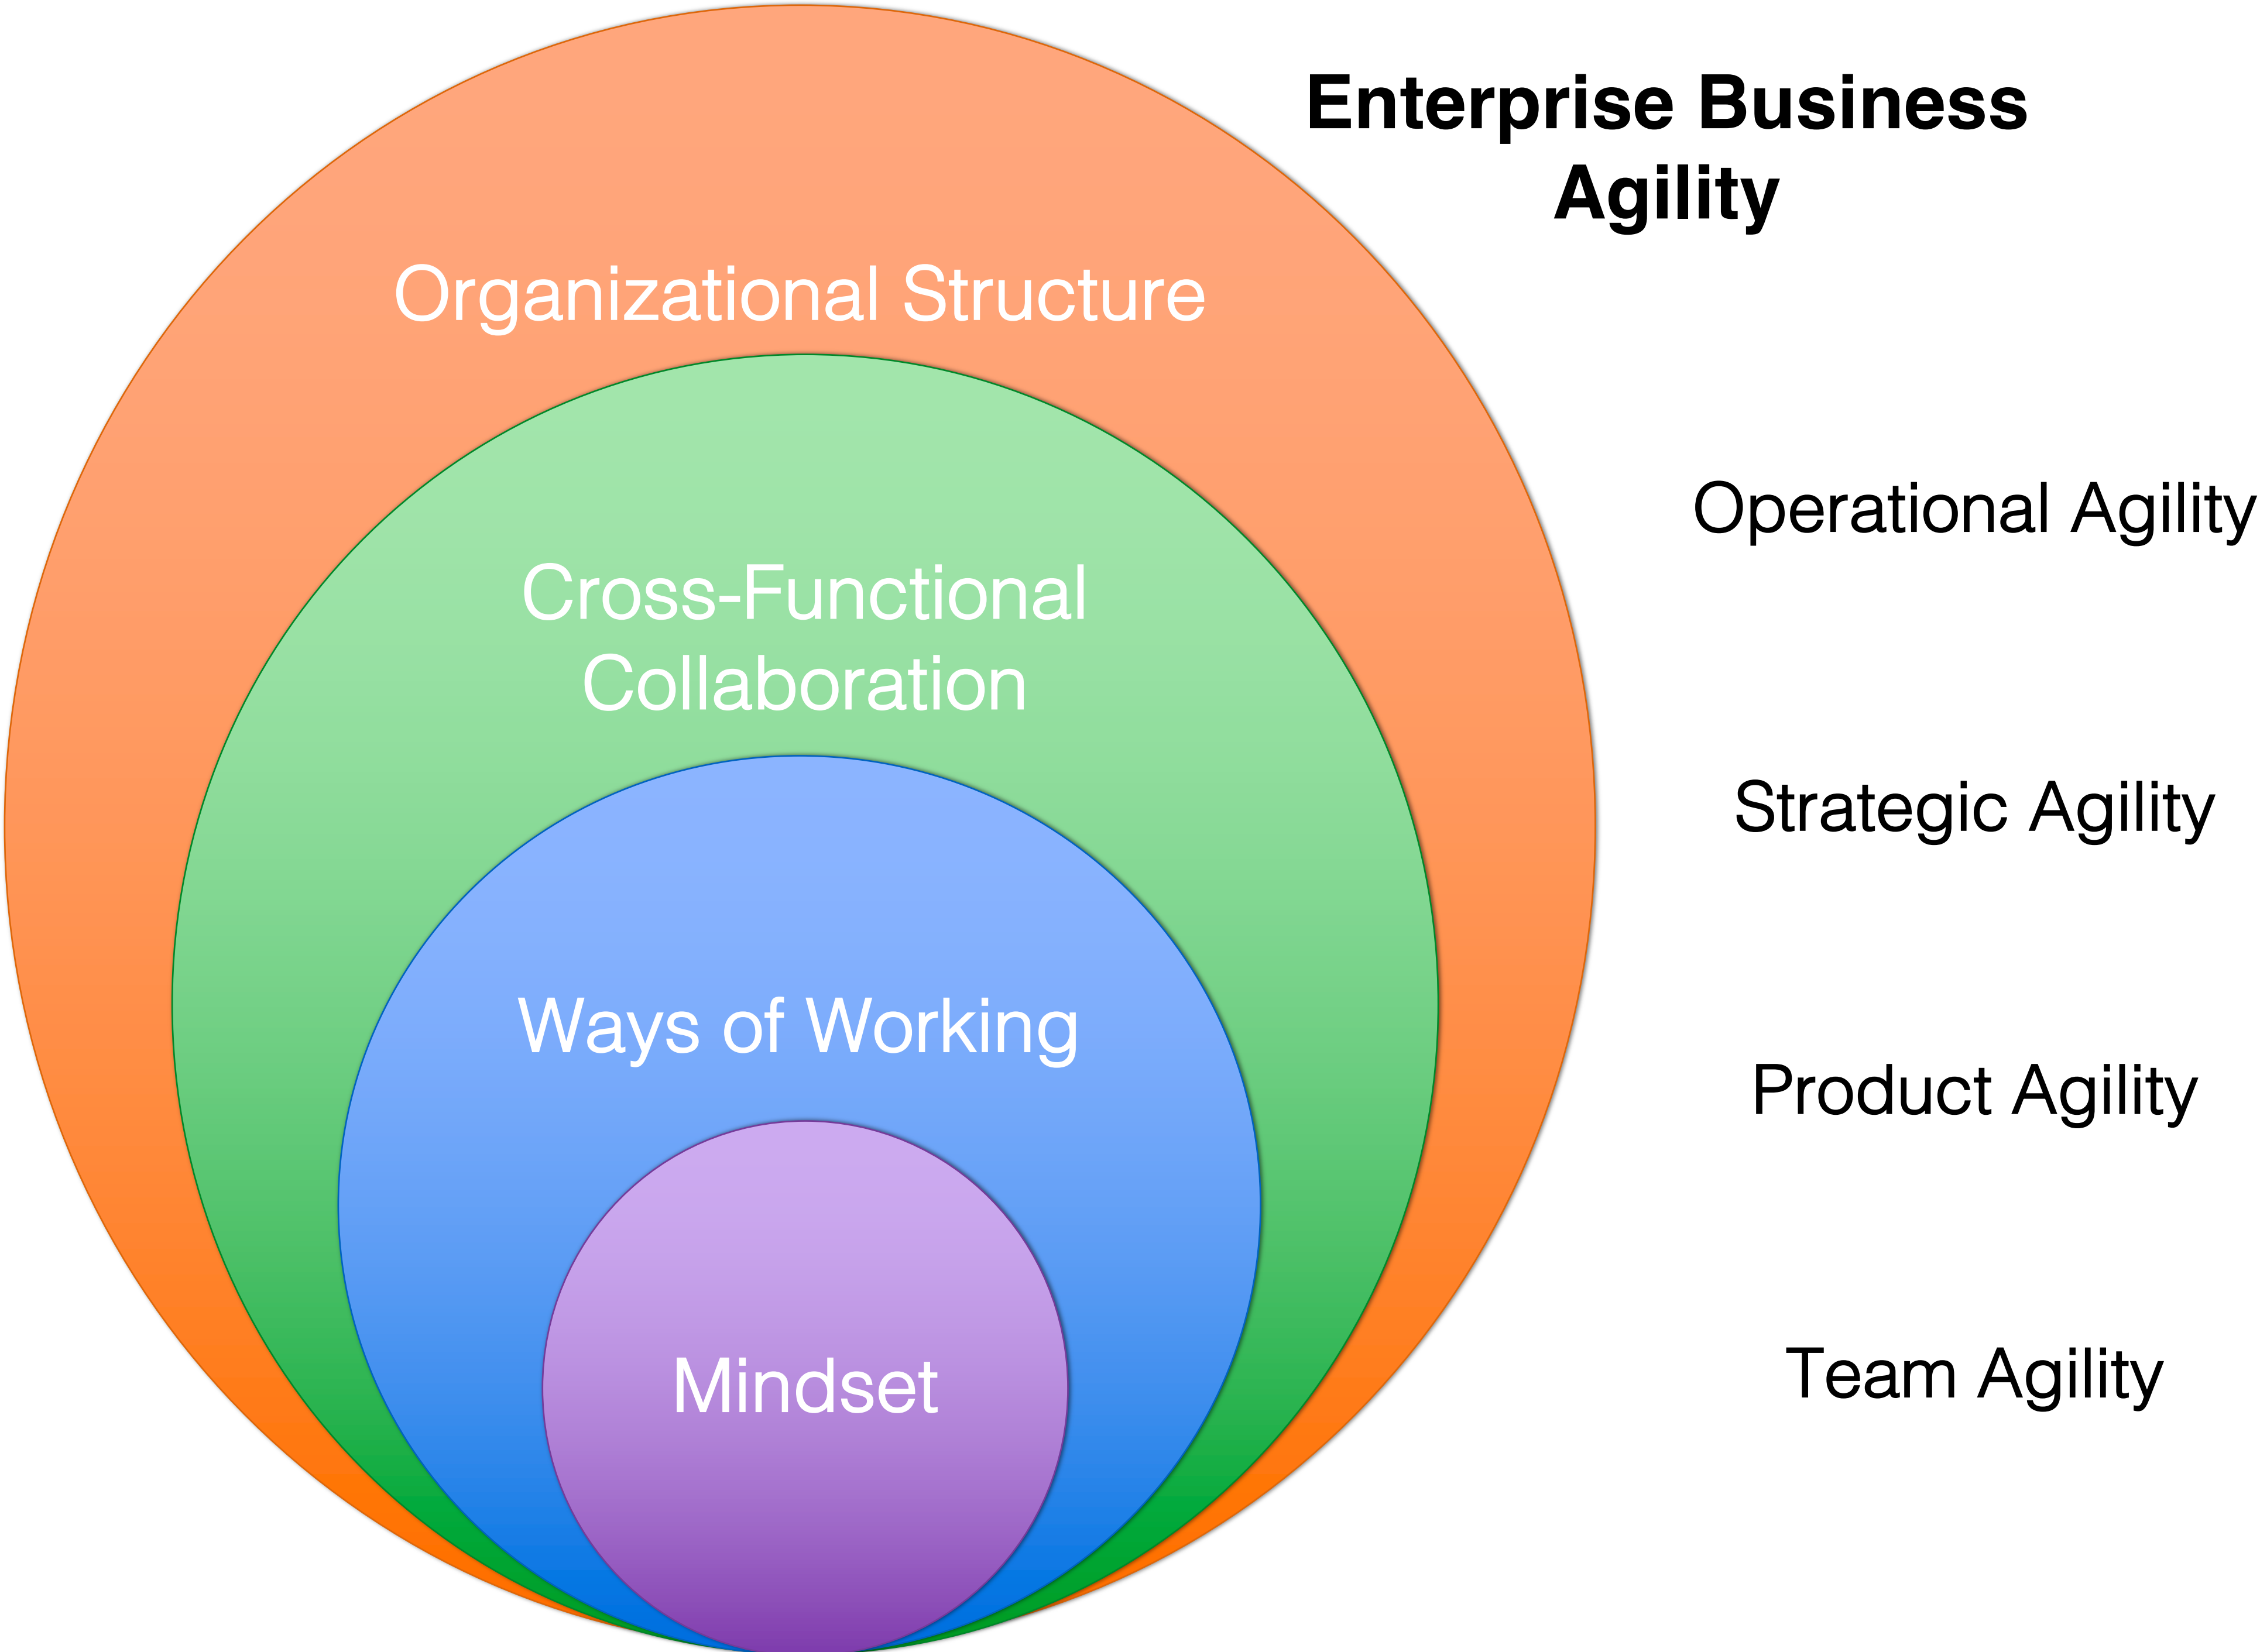 Enterprise Business
Agility
Organizational Structure
Operational Agility
Cross-Functional
Collaboration
Strategic Agility
Ways of Working
Product Agility
Mindset
Team Agility